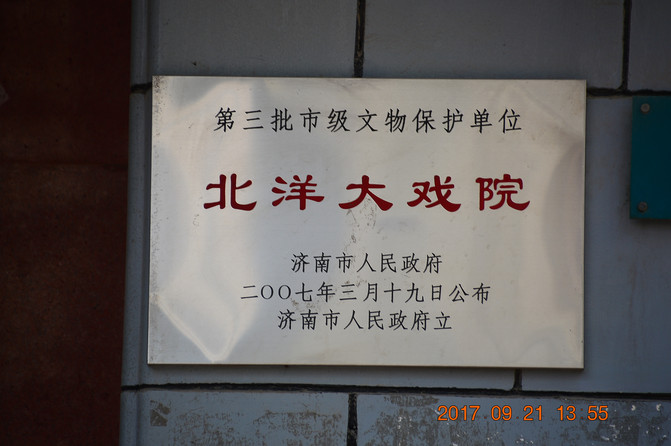 第三批市级文物保护单位
北洋大戏院
济南市人民政府
二〇〇七年三月十九日公布
济南市人民政府立
2017 09 21 13 55